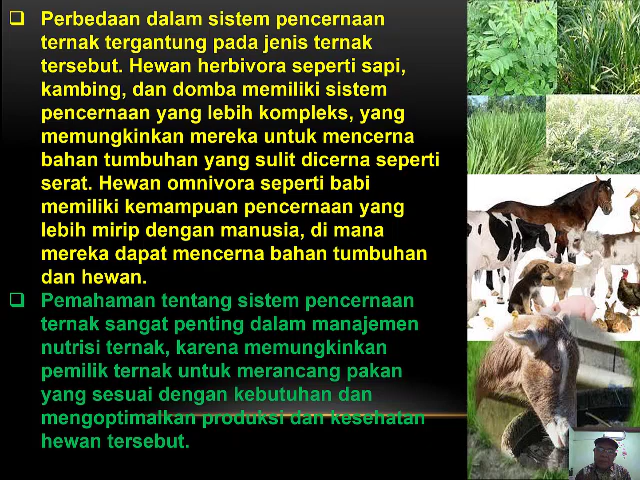 Perbedaan dalam sistem pencernaan
ternak tergantung pada jenis ternak
tersebut. Hewan herbivora seperti sapi,
kambing, dan domba memiliki sistem
pencernaan yang lebih kompleks, yang
memungkinkan mereka untuk mencerna
bahan tumbuhan yang sulit dicerna seperti
serat. Hewan omnivora seperti babi
memiliki kemampuan pencernaan yang
lebih mirip dengan manusia, di mana
mereka dapat mencerna bahan tumbuhan
dan hewan.
Pemahaman tentang sistem pencernaan
ternak sangat penting dalam manajemen
nutrisi ternak, karena memungkinkan
pemilik ternak untuk merancang pakan
yang sesuai dengan kebutuhan dan
mengoptimalkan produksi dan kesehatan
hewan tersebut.